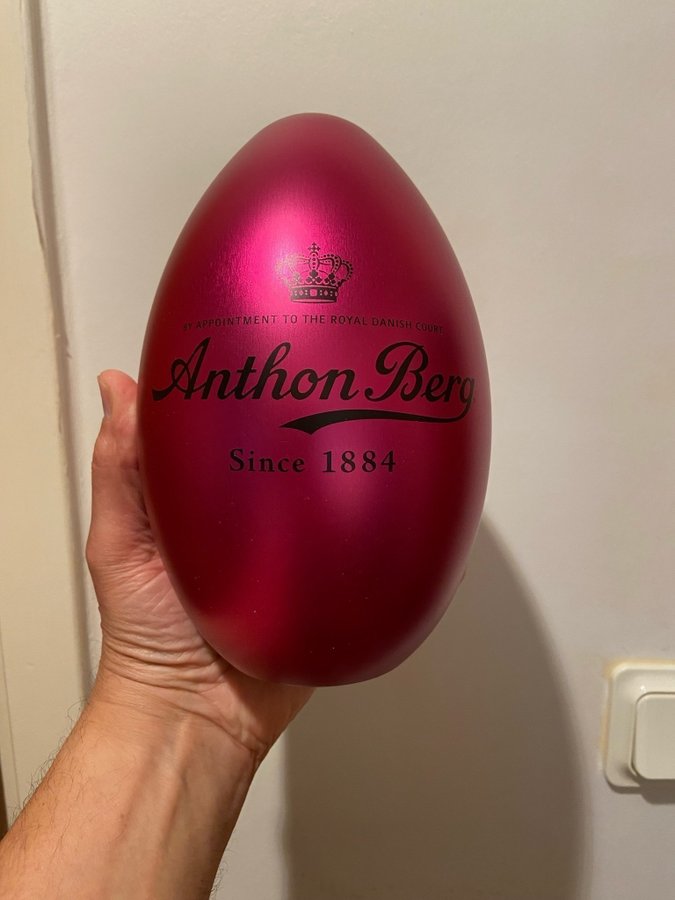 BY APPOINTMENT TO THE ROYAL DANISH COURT
Anthon Berg
Since 1884